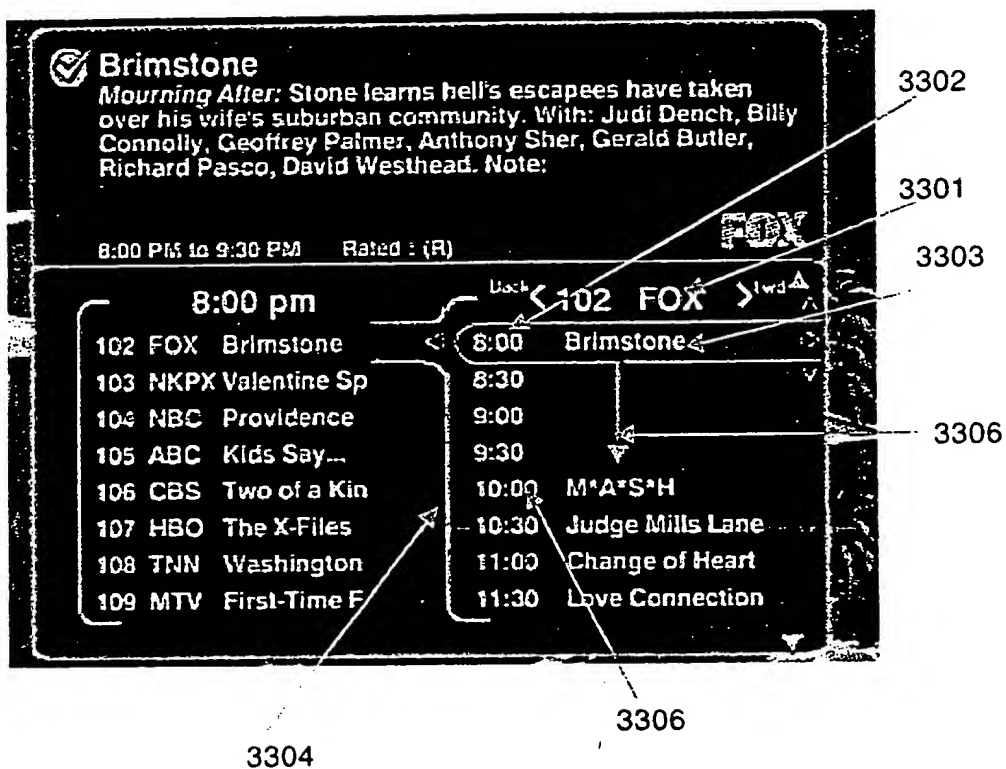 Brimstone
Mourning After: Stone learns hell's escapees have taken
over his wife's suburban community. With: Judi Dench, Billy
Connolly, Geoffrey Palmer, Anthony Sher, Gerald Butler,
Richard Pasco, David Westhead. Note:
FOX
8:00 PM to 9:30 PM Rated : (R)
8:00 pm
102 FOX Brimstone
103 NKPX Valentine Sp
104 NBC Providence
105 ABC Kids Say...
106 CBS Two of a Kin
107 HBO The X-Files
108 TNN Washington
109 MTV First-Time F
Back < 102 FOX > Fwd
8:00 Brimstone
8:30
9:00
9:30
10:00 M*A*S*H
10:30 Judge Mills Lane
11:00 Change of Heart
11:30 Love Connection
3302
3301
3303
3306
3306
3304